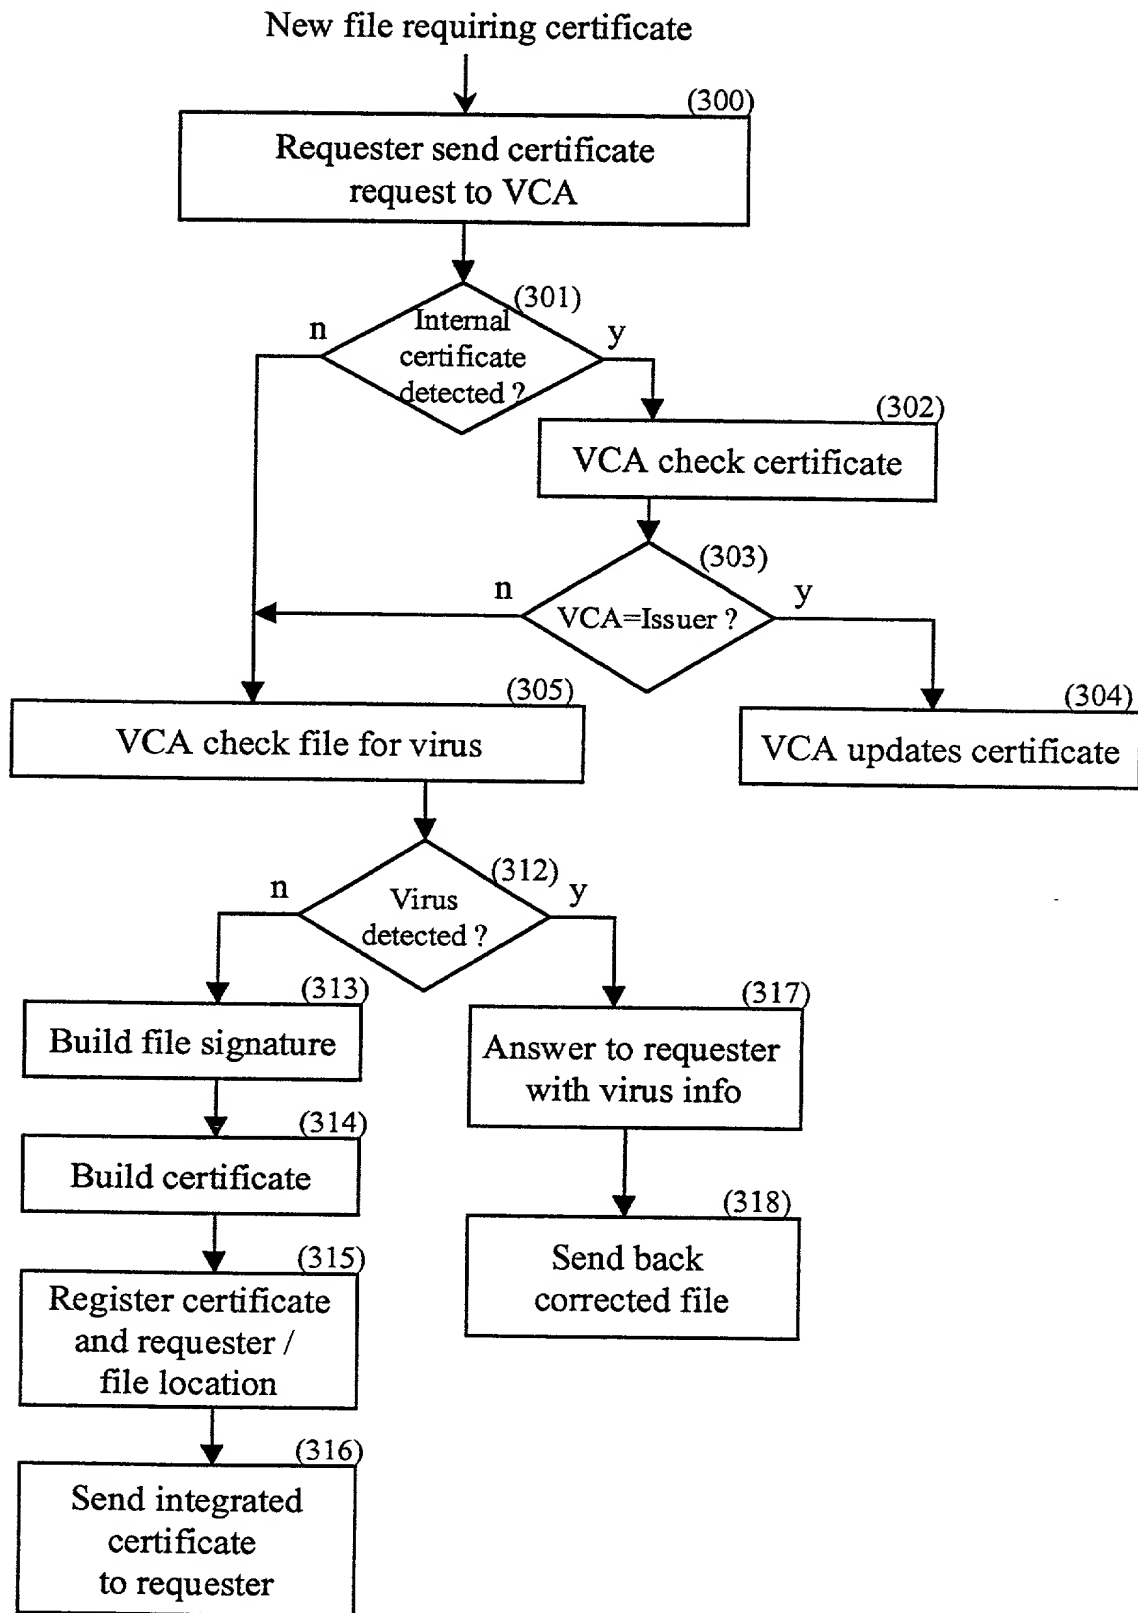 New file requiring certificate
(300)
Requester send certificate
request to VCA
(301)
n
y
Internal
certificate
detected ?
(302)
VCA check certificate
(303)
n
y
VCA=Issuer ?
(305)
VCA check file for virus
(304)
VCA updates certificate
(312)
n
y
Virus
detected ?
(313)
Build file signature
(317)
Answer to requester
with virus info
(314)
Build certificate
(318)
Send back
corrected file
(315)
Register certificate
and requester /
file location
(316)
Send integrated
certificate
to requester